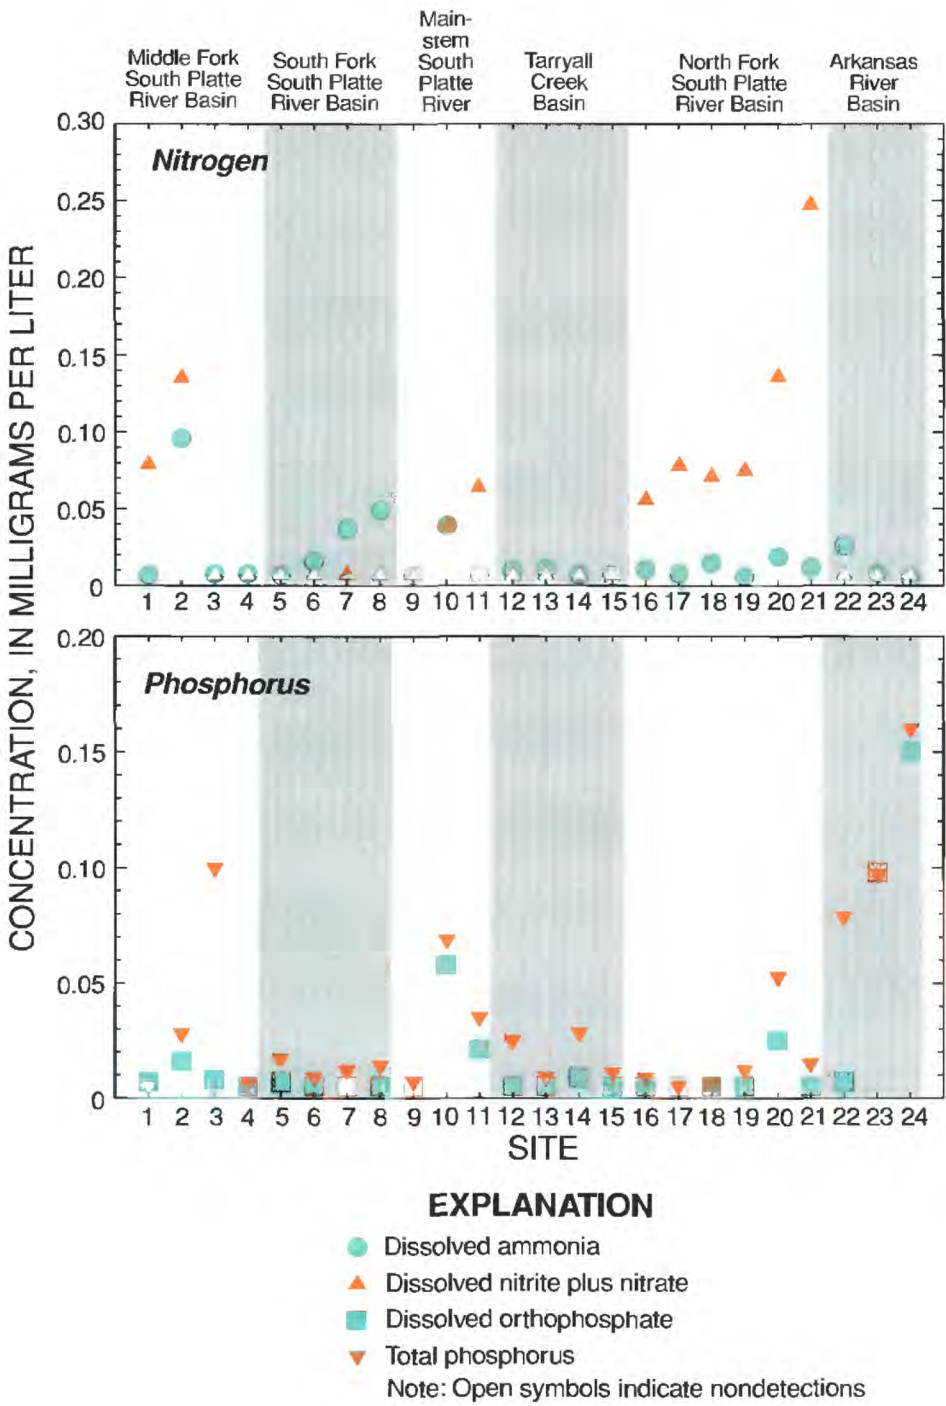 Middle Fork
South Platte
River Basin
South Fork
South Platte
River Basin
Main-
stem
South
Platte
River
Tarryall
Creek
Basin
North Fork
South Platte
River Basin
Arkansas
River
Basin
CONCENTRATION, IN MILLIGRAMS PER LITER
0.30
0.25
0.20
0.15
0.10
0.05
0
Nitrogen
1 2 3 4 5 6 7 8 9 10 11 12 13 14 15 16 17 18 19 20 21 22 23 24
0.20
0.15
0.10
0.05
0
Phosphorus
1 2 3 4 5 6 7 8 9 10 11 12 13 14 15 16 17 18 19 20 21 22 23 24
SITE
EXPLANATION
Dissolved ammonia
Dissolved nitrite plus nitrate
Dissolved orthophosphate
Total phosphorus
Note: Open symbols indicate nondetections